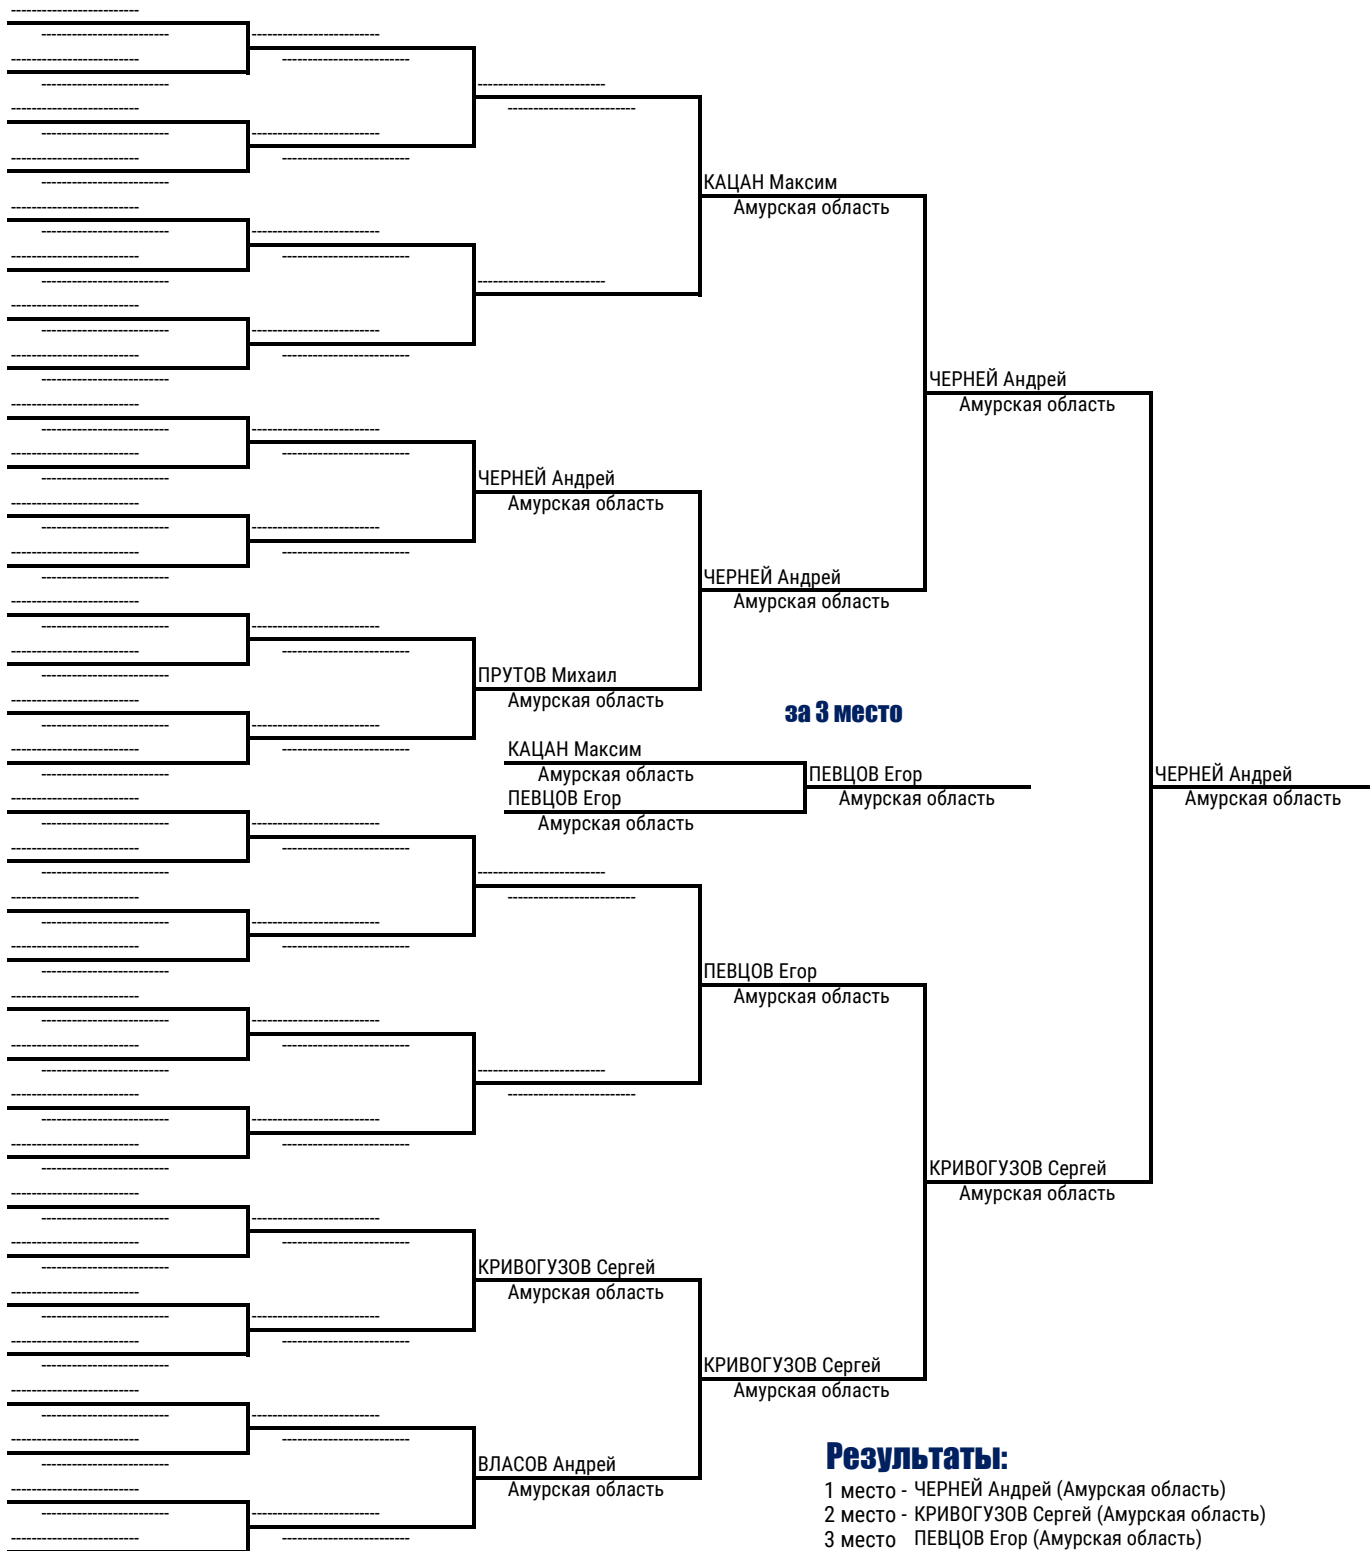 КАЦАН Максим
Амурская область
ЧЕРНЕЙ Андрей
Амурская область
ЧЕРНЕЙ Андрей
Амурская область
ЧЕРНЕЙ Андрей
Амурская область
ПРУТОВ Михаил
Амурская область
за 3 место
КАЦАН Максим
Амурская область
ПЕВЦОВ Егор
Амурская область
ПЕВЦОВ Егор
Амурская область
ЧЕРНЕЙ Андрей
Амурская область
ПЕВЦОВ Егор
Амурская область
КРИВОГУЗОВ Сергей
Амурская область
КРИВОГУЗОВ Сергей
Амурская область
КРИВОГУЗОВ Сергей
Амурская область
ВЛАСОВ Андрей
Амурская область
Результаты:
1 место - ЧЕРНЕЙ Андрей (Амурская область)
2 место - КРИВОГУЗОВ Сергей (Амурская область)
3 место ПЕВЦОВ Егор (Амурская область)